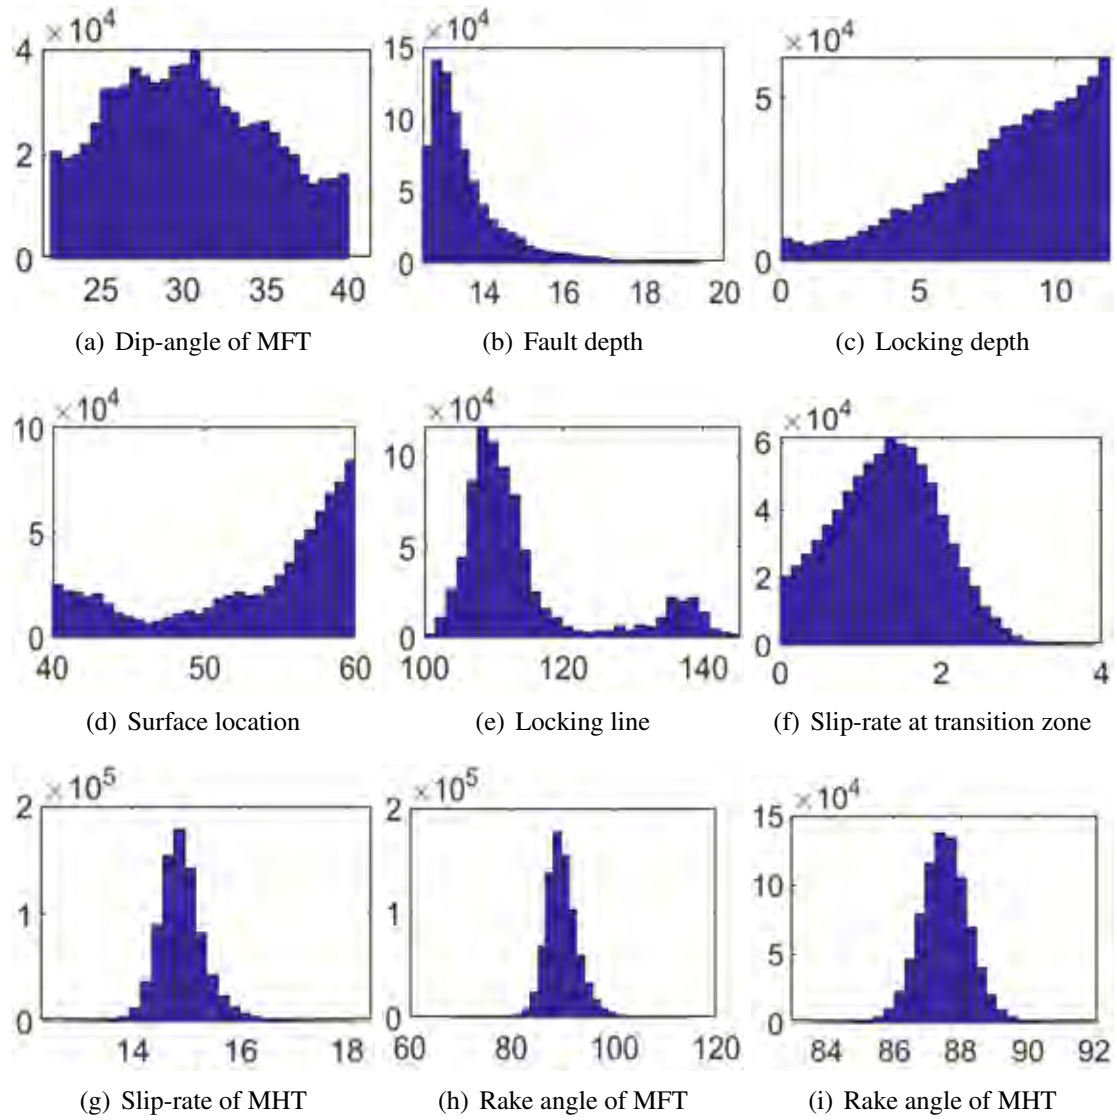 ×10⁴
4
2
0
25 30 35 40
(a) Dip-angle of MFT
×10⁴
15
10
5
0
14 16 18 20
(b) Fault depth
×10⁴
5
0
0 5 10
(c) Locking depth
×10⁴
10
5
0
40 50 60
(d) Surface location
×10⁴
10
5
0
100 120 140
(e) Locking line
×10⁴
6
4
2
0
0 2 4
(f) Slip-rate at transition zone
×10⁵
2
1
0
14 16 18
(g) Slip-rate of MHT
×10⁵
2
1
0
60 80 100 120
(h) Rake angle of MFT
×10⁴
15
10
5
0
84 86 88 90 92
(i) Rake angle of MHT